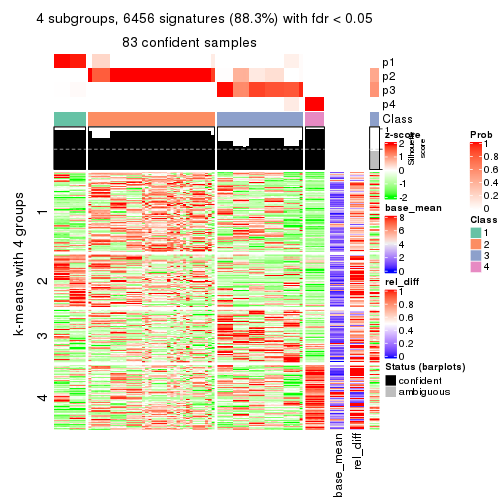 4 subgroups, 6456 signatures (88.3%) with fdr < 0.05
83 confident samples
p1
p2
p3
p4
Class
1
0
Silhouette
score
k-means with 4 groups
1
2
3
4
base_mean
rel_diff
z-score
2
1
0
-1
-2
base_mean
8
6
4
2
0
rel_diff
1
0.8
0.6
0.4
0.2
0
Status (barplots)
confident
ambiguous
Prob
1
0.8
0.6
0.4
0.2
0
Class
1
2
3
4